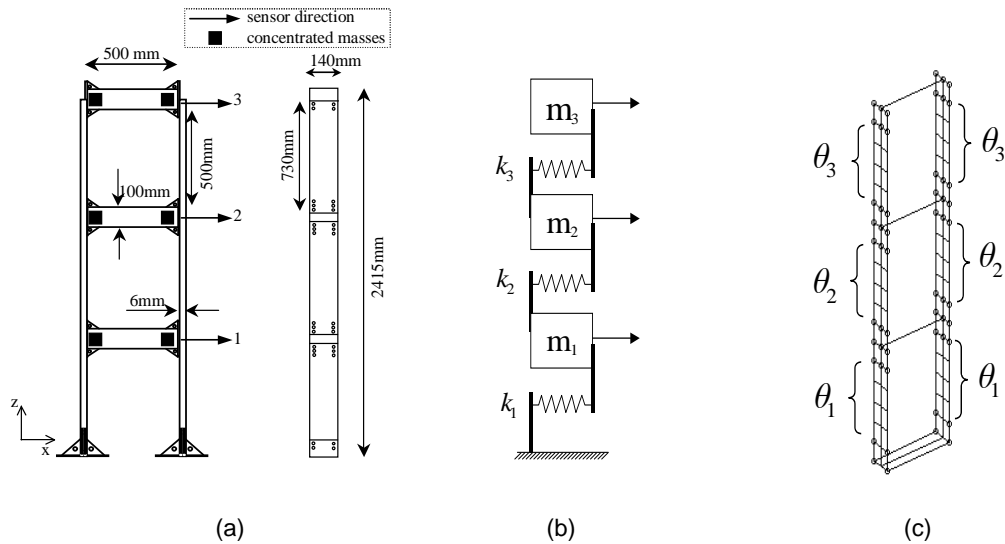 sensor direction
concentrated masses
500 mm
140mm
3
500mm
730mm
100mm
2
2415mm
6mm
1
z
x
(a)
m3
k3
m2
k2
m1
k1
(b)
θ3
θ3
θ2
θ2
θ1
θ1
(c)